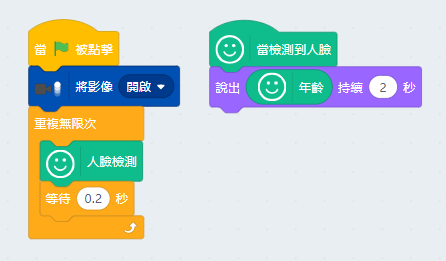 當 被點擊
將影像 開啟
重複無限次
人臉檢測
等待 0.2 秒
當檢測到人臉
說出 年齡 持續 2 秒